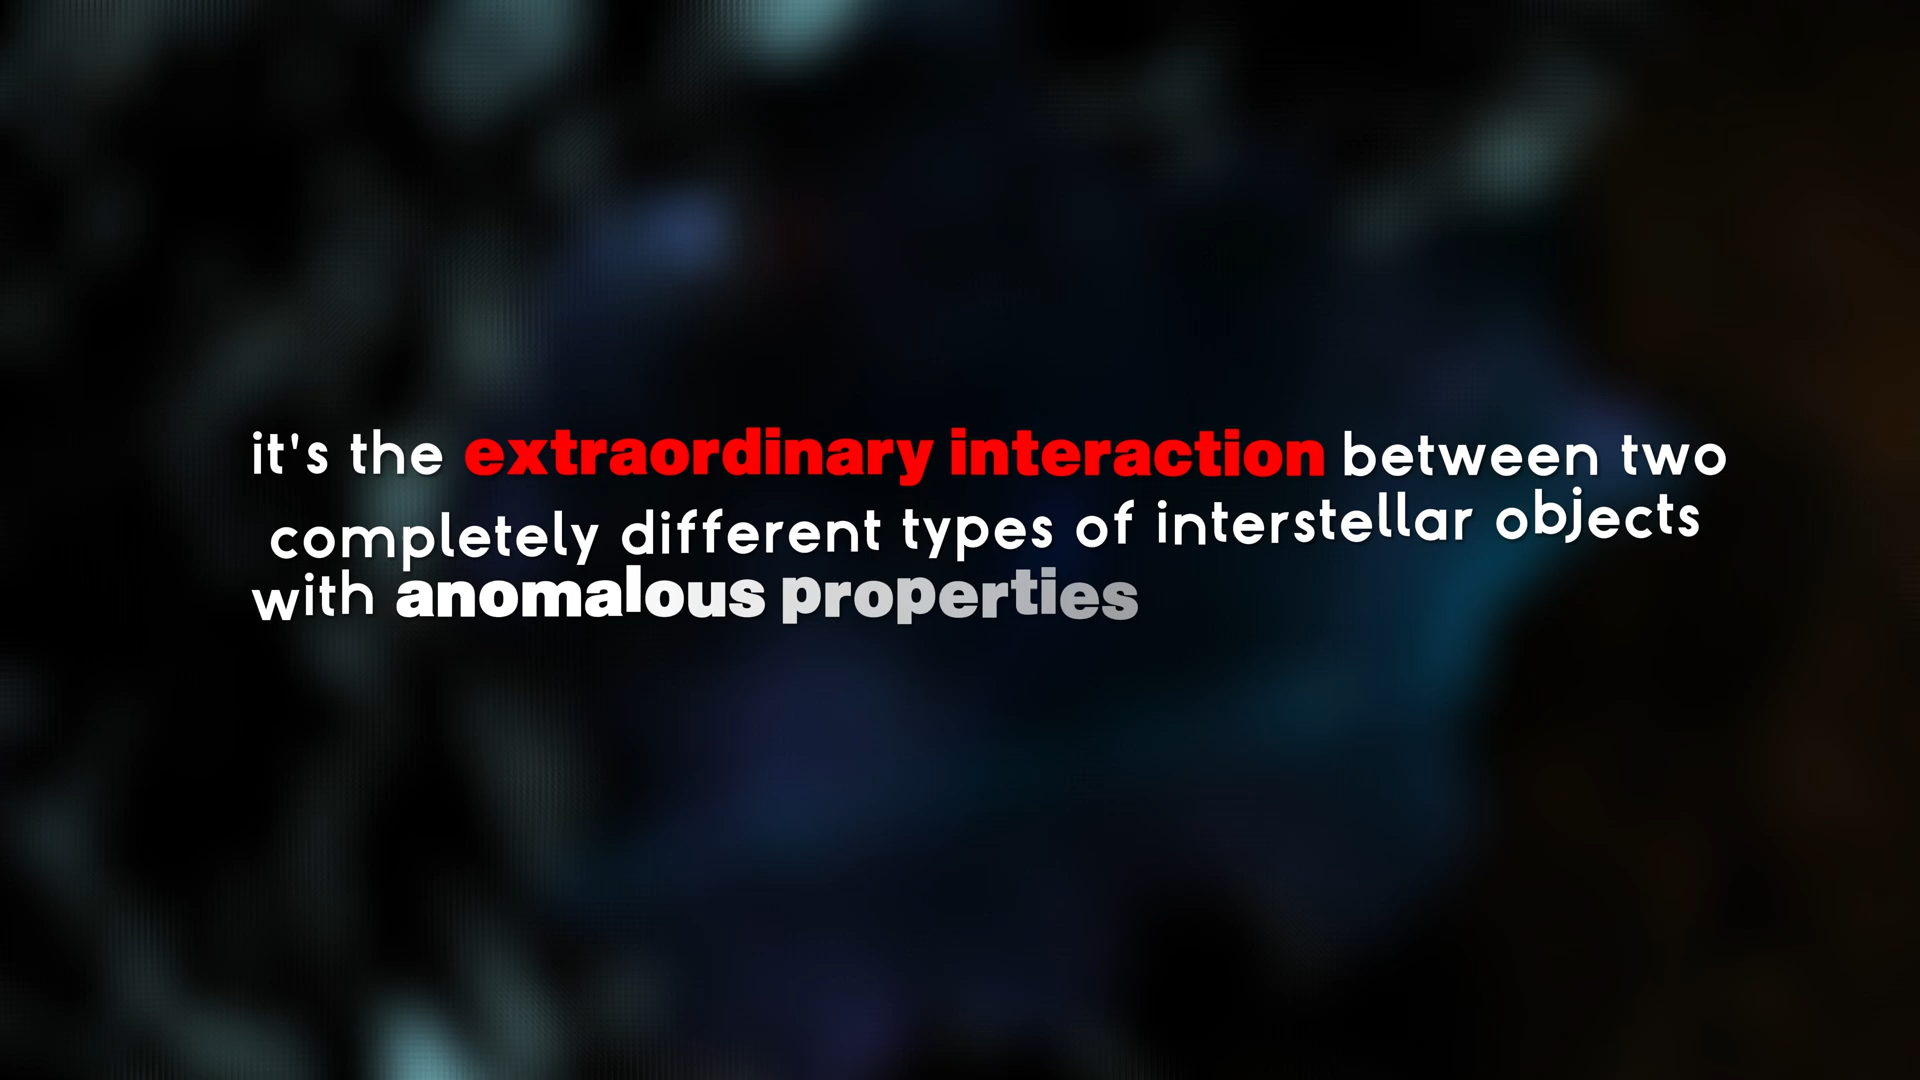 it's the extraordinary interaction between two
completely different types of interstellar objects
with anomalous properties